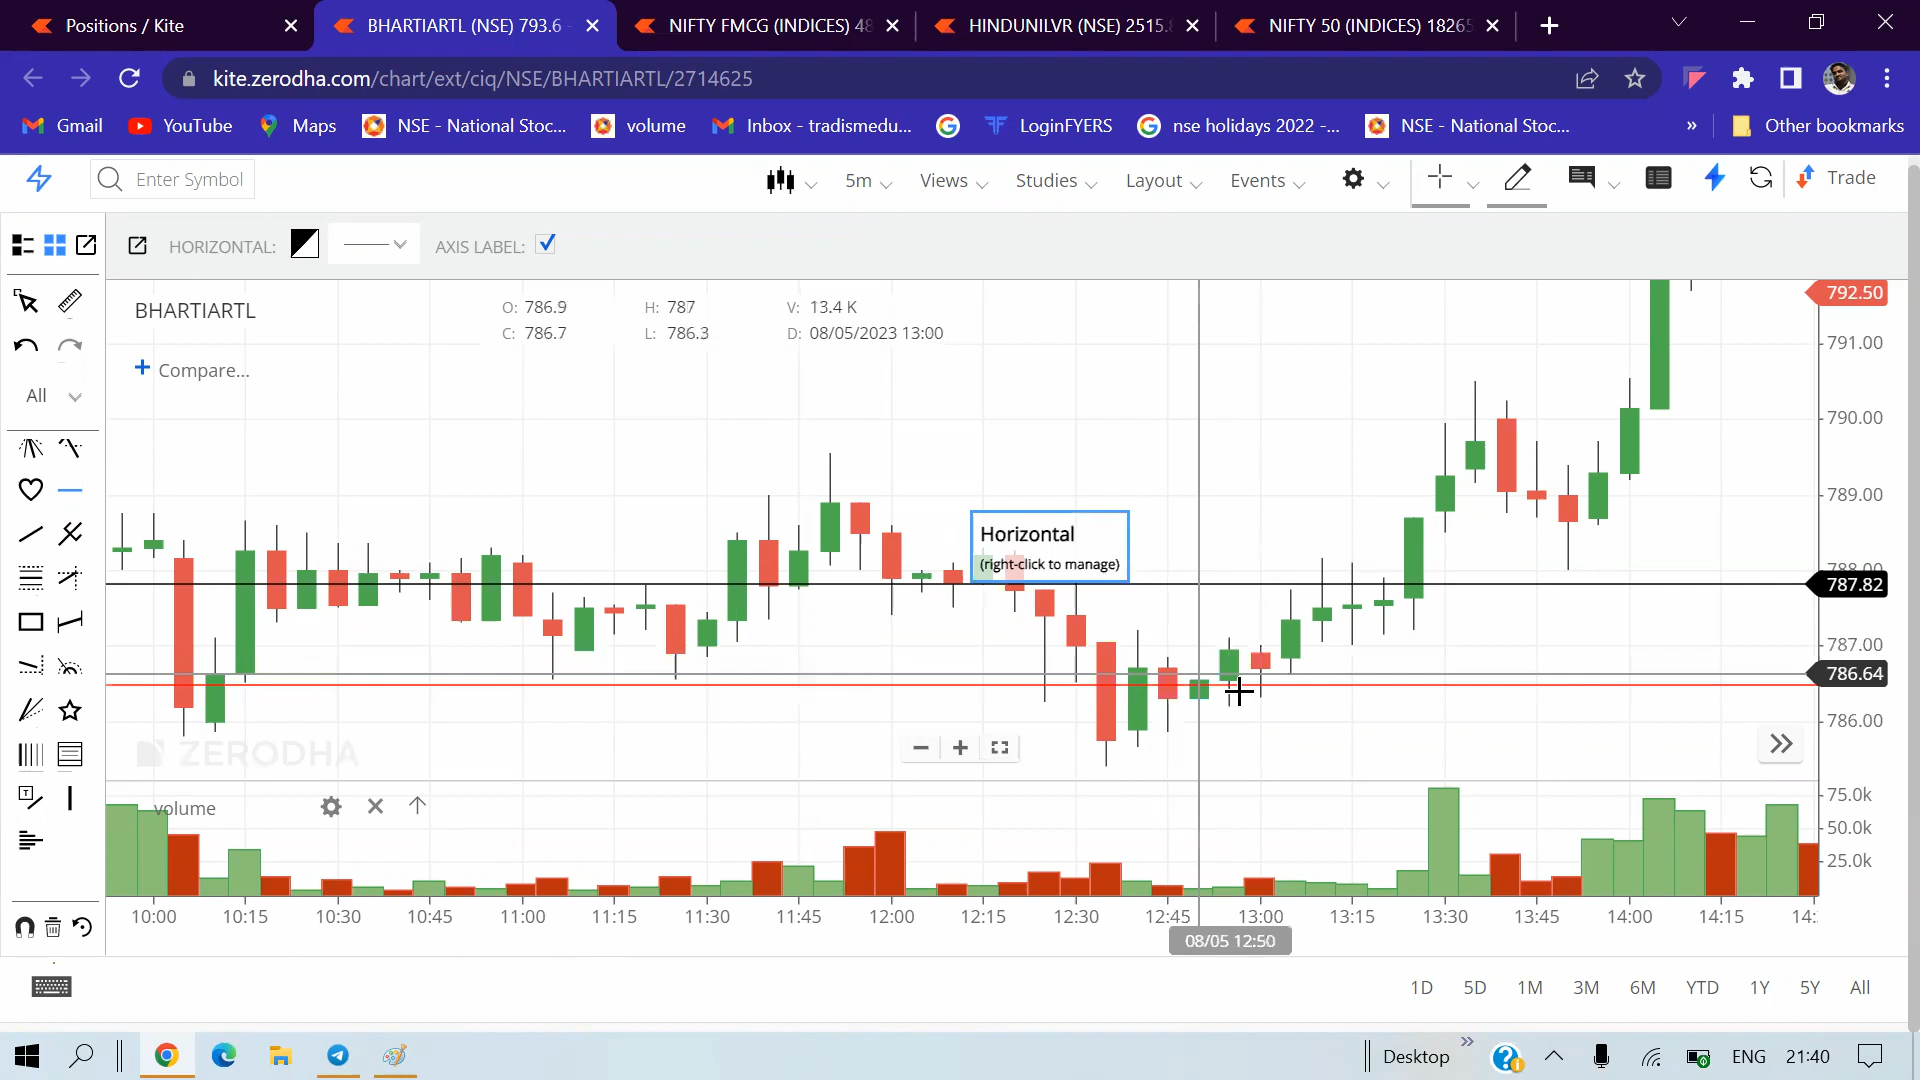 Positions / Kite
BHARTIARTL (NSE) 793.6 -
NIFTY FMCG (INDICES) 48
HINDUNILVR (NSE) 2515.8
NIFTY 50 (INDICES) 18265
kite.zerodha.com/chart/ext/ciq/NSE/BHARTIARTL/2714625
Gmail
YouTube
Maps
NSE - National Stoc...
volume
Inbox - tradismedu...
LoginFYERS
nse holidays 2022 -...
NSE - National Stoc...
»
Other bookmarks
Enter Symbol
5m
Views
Studies
Layout
Events
Trade
HORIZONTAL:
AXIS LABEL:
BHARTIARTL
O: 786.9
H: 787
V: 13.4 K
C: 786.7
L: 786.3
D: 08/05/2023 13:00
+ Compare...
All
Horizontal
(right-click to manage)
792.50
791.00
790.00
789.00
788.00
787.82
787.00
786.64
786.00
ZERODHA
volume
75.0k
50.0k
25.0k
10:00
10:15
10:30
10:45
11:00
11:15
11:30
11:45
12:00
12:15
12:30
12:45
13:00
13:15
13:30
13:45
14:00
14:15
14:
08/05 12:50
1D
5D
1M
3M
6M
YTD
1Y
5Y
All
Desktop
»
ENG
21:40